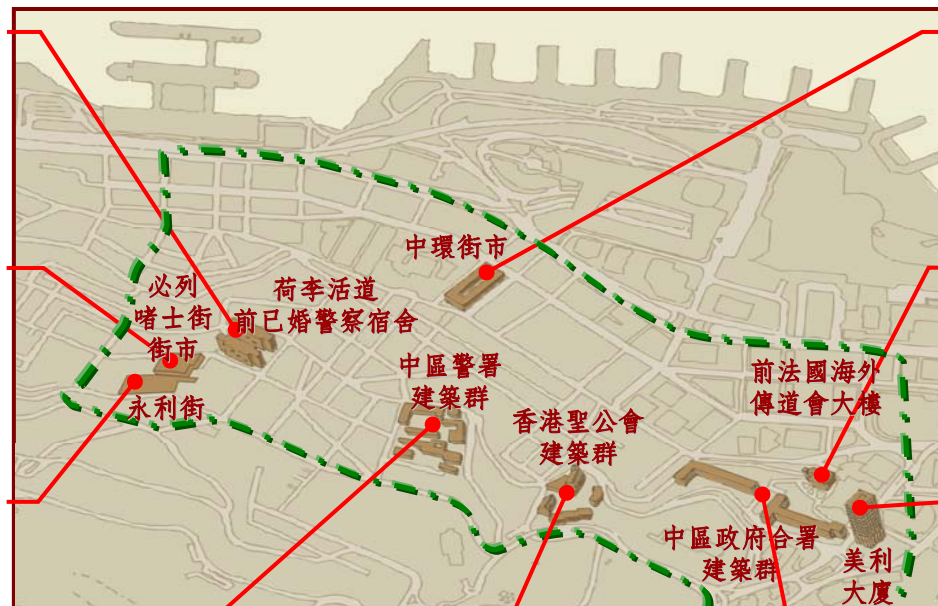 中環街市
必列
啫士街
街市
荷李活道
前已婚警察宿舍
永利街
中區警署
建築群
香港聖公會
建築群
前法國海外
傳道會大樓
中區政府合署
建築群
美利
大廈